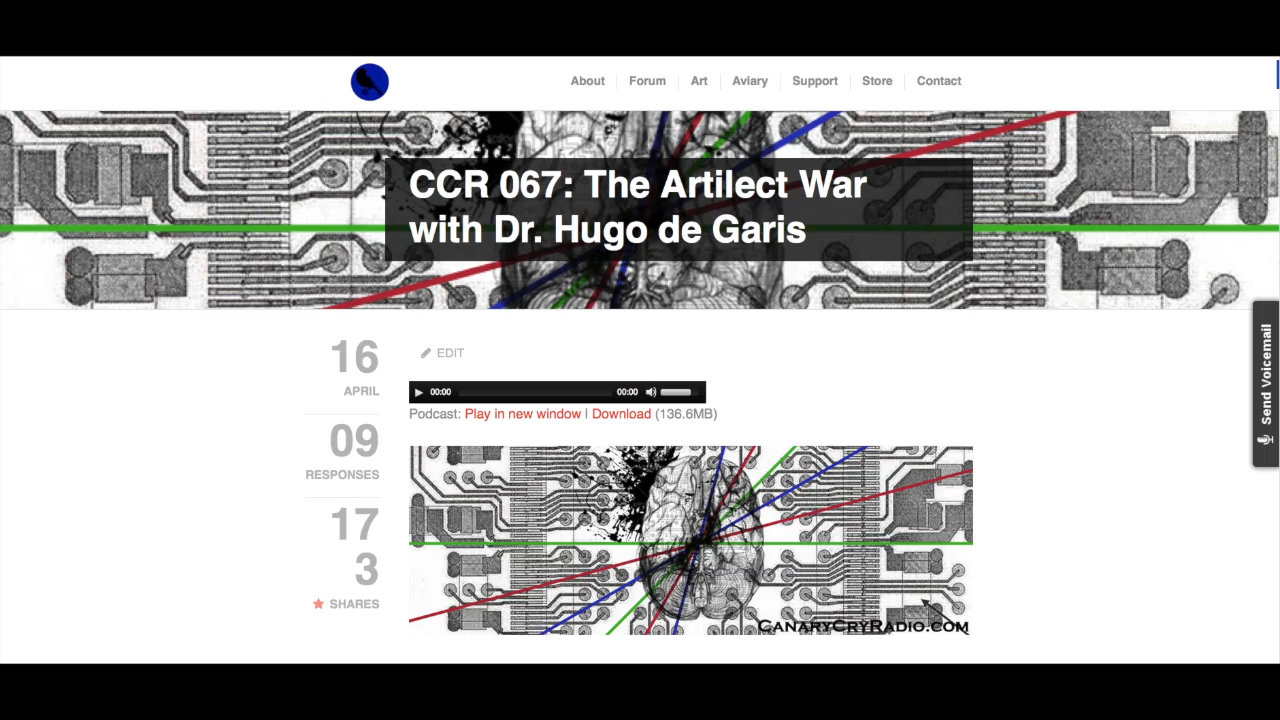 About Forum Art Aviary Support Store Contact
CCR 067: The Artilect War
with Dr. Hugo de Garis
16
APRIL
09
RESPONSES
17
3
SHARES
EDIT
00:00 00:00
Podcast: Play in new window | Download (136.6MB)
CANARYCRYRADIO.COM
Send Voicemail